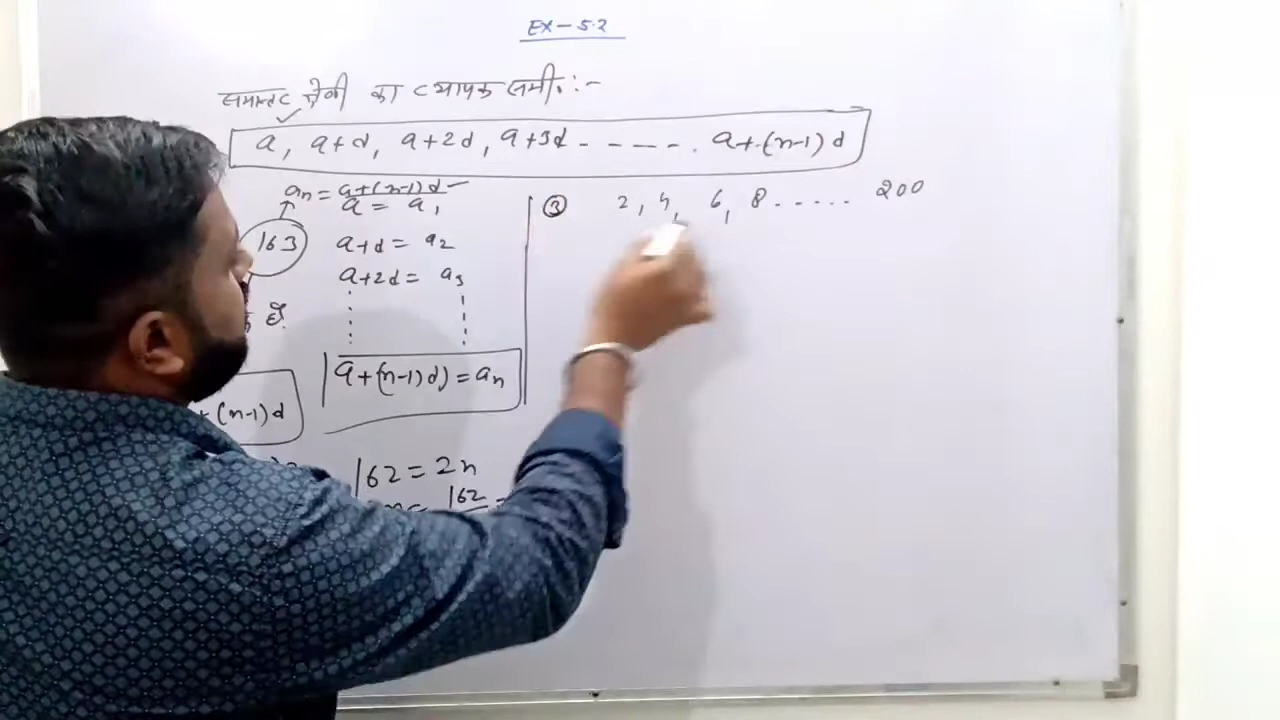 EX-5.2
समान्तर श्रेणी का व्यापक समी.:-
a, a+d, a+2d, a+3d ----. a+(n-1)d
an = a+(n-1)d
a = a1
163
a+d = a2
a+2d = a3
है.
a+(n-1)d) = an
(n-1)d
162 = 2n
162
③ 2, 4, 6, 8 ..... 200